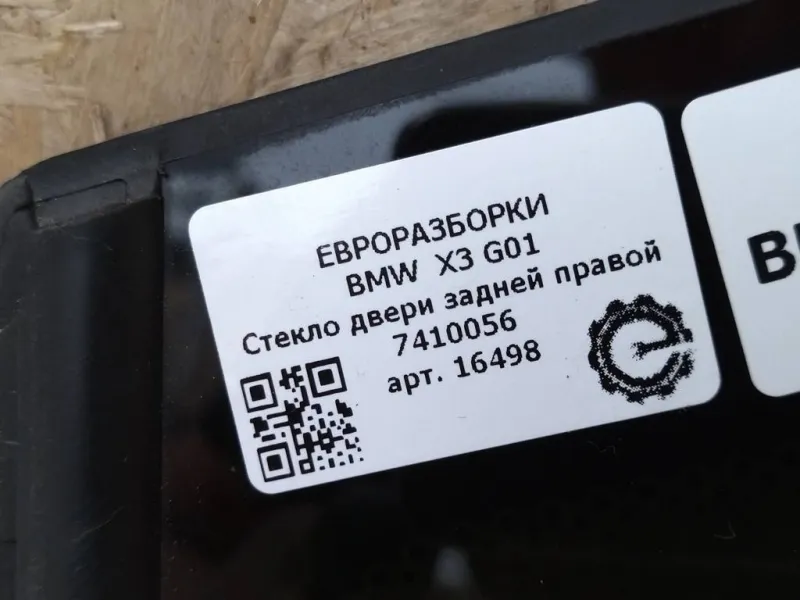 ЕВРОРАЗБОРКИ
BMW X3 G01
Стекло двери задней правой
7410056
арт. 16498